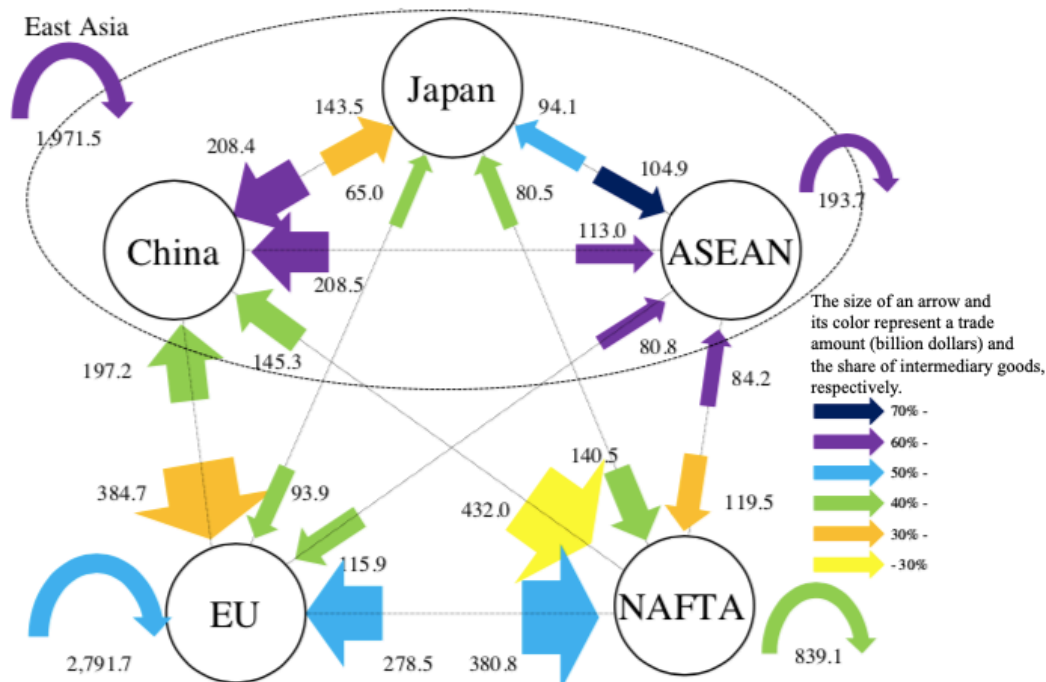 East Asia
1,971.5
Japan
143.5
94.1
208.4
65.0
80.5
104.9
193.7
China
113.0
ASEAN
208.5
The size of an arrow and
its color represent a trade
amount (billion dollars) and
the share of intermediary goods,
respectively.
70% -
60% -
50% -
40% -
30% -
- 30%
197.2
145.3
80.8
84.2
384.7
93.9
432.0
140.5
119.5
115.9
EU
NAFTA
2,791.7
278.5
380.8
839.1